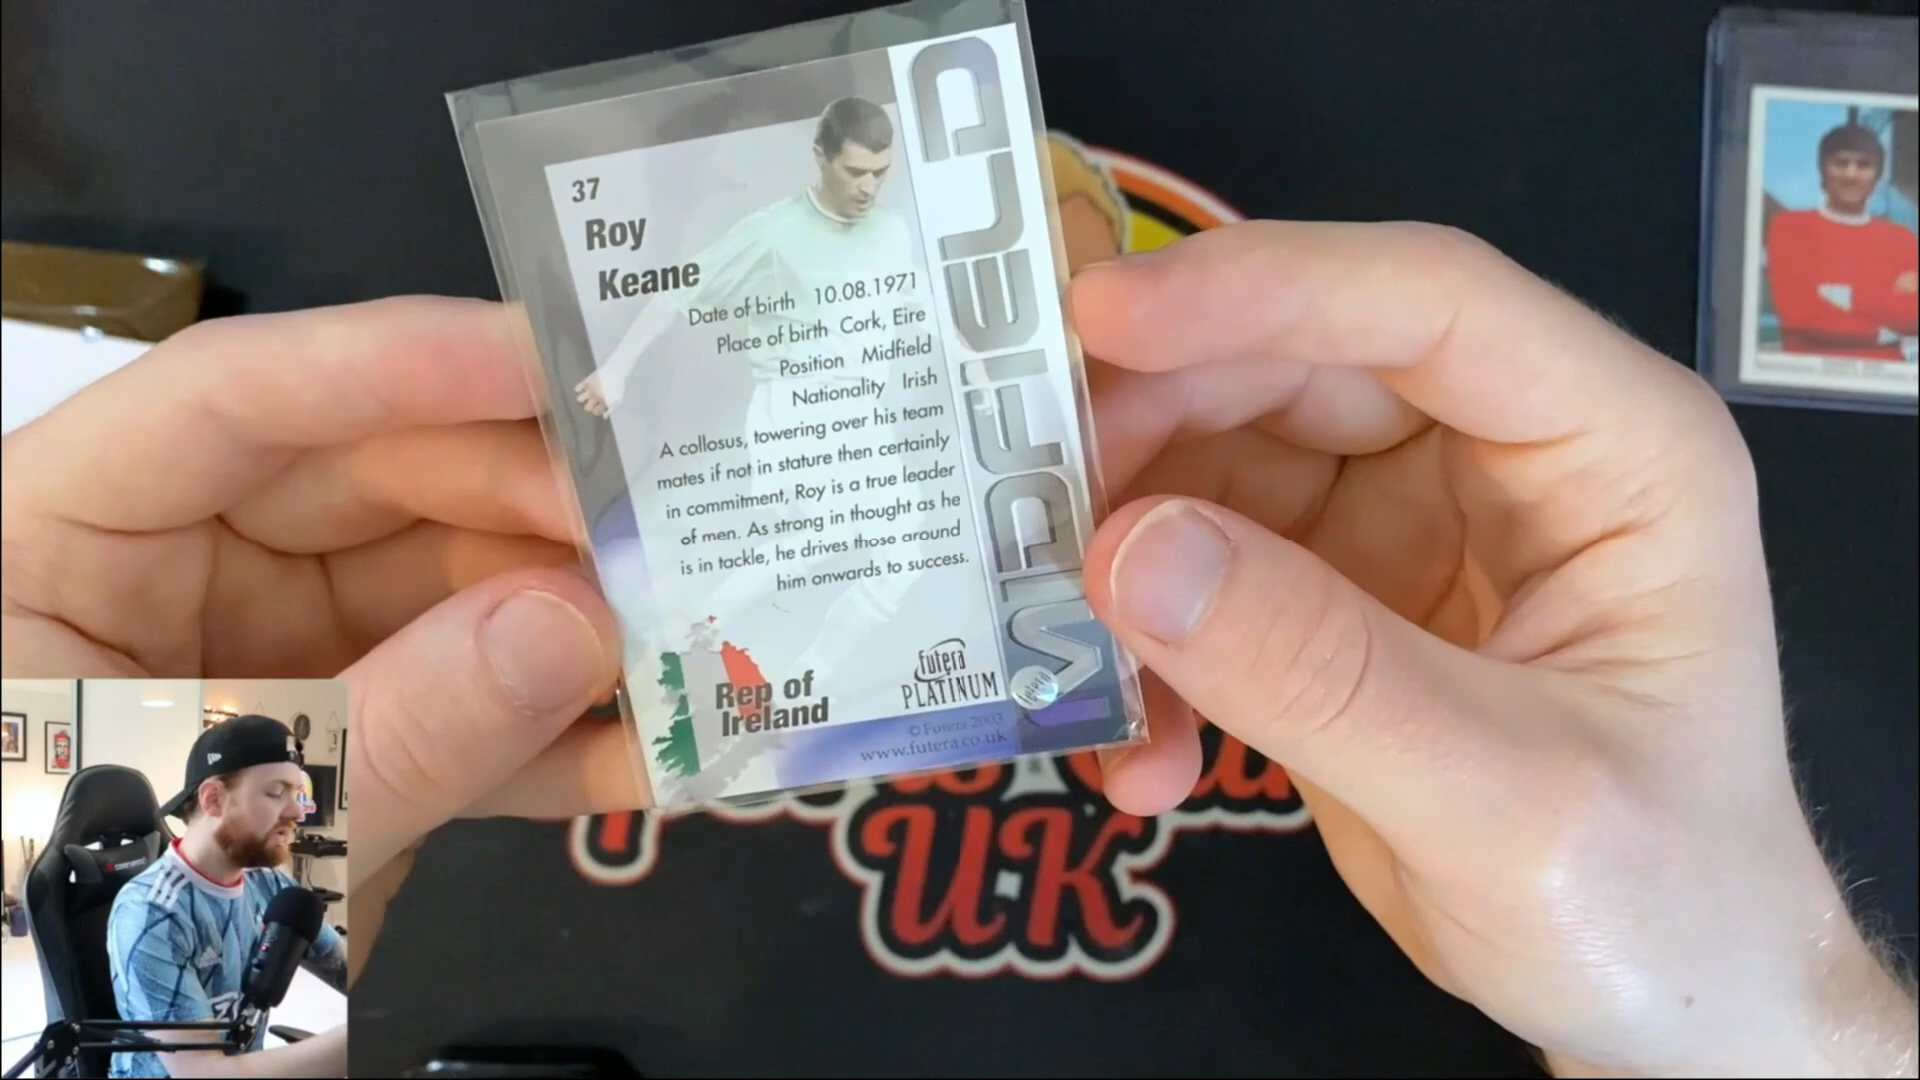 37
Roy
Keane
Date of birth 10.08.1971
Place of birth Cork, Eire
Position Midfield
Nationality Irish
A collosus, towering over his team
mates if not in stature then certainly
in commitment, Roy is a true leader
of men. As strong in thought as he
is in tackle, he drives those around
him onwards to success.
Rep of
Ireland
futera
PLATINUM
© Futera 2003
www.futera.co.uk
MIDFIELD
futera
UK